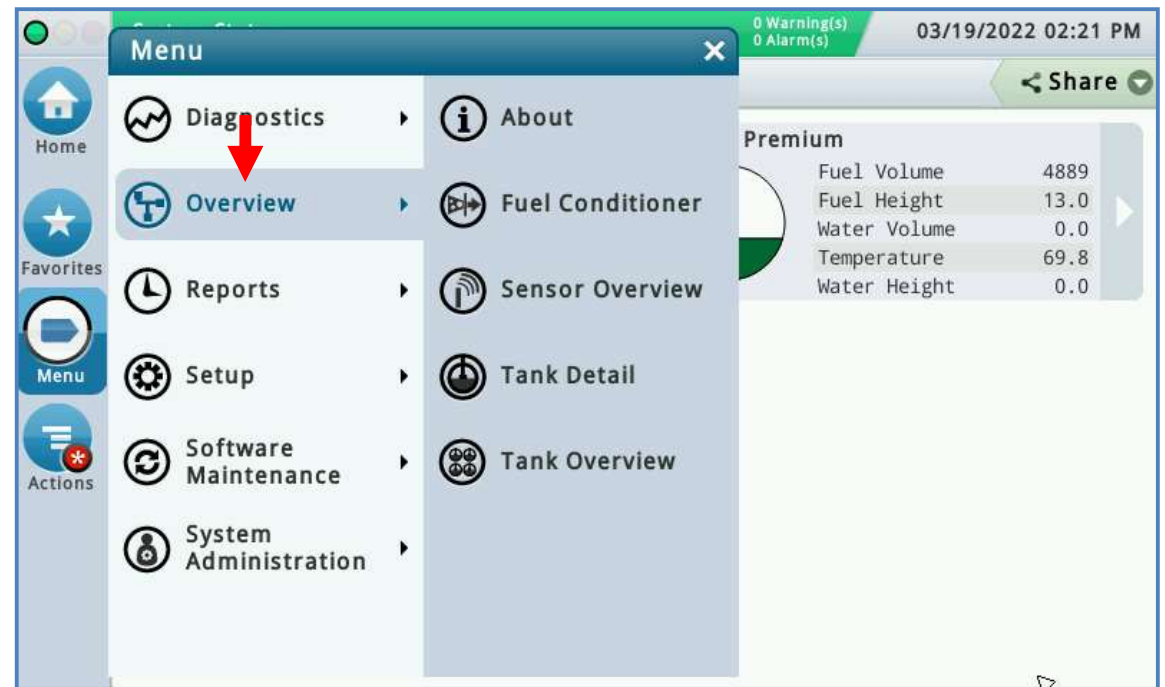 0 Warning(s)
0 Alarm(s)
03/19/2022 02:21 PM
Menu
Share
Home
Favorites
Menu
Actions
Diagnostics
Overview
Reports
Setup
Software
Maintenance
System
Administration
About
Fuel Conditioner
Sensor Overview
Tank Detail
Tank Overview
Premium
Fuel Volume 4889
Fuel Height 13.0
Water Volume 0.0
Temperature 69.8
Water Height 0.0